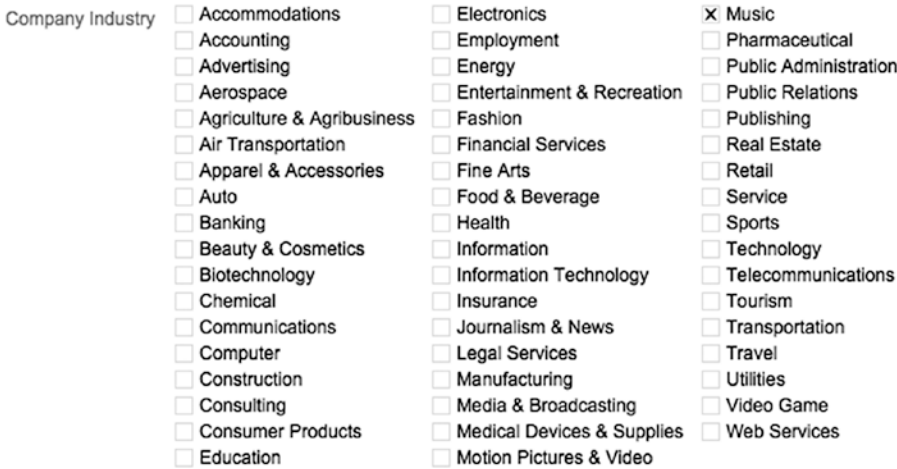 Company Industry
Accommodations
Accounting
Advertising
Aerospace
Agriculture & Agribusiness
Air Transportation
Apparel & Accessories
Auto
Banking
Beauty & Cosmetics
Biotechnology
Chemical
Communications
Computer
Construction
Consulting
Consumer Products
Education
Electronics
Employment
Energy
Entertainment & Recreation
Fashion
Financial Services
Fine Arts
Food & Beverage
Health
Information
Information Technology
Insurance
Journalism & News
Legal Services
Manufacturing
Media & Broadcasting
Medical Devices & Supplies
Motion Pictures & Video
Music
Pharmaceutical
Public Administration
Public Relations
Publishing
Real Estate
Retail
Service
Sports
Technology
Telecommunications
Tourism
Transportation
Travel
Utilities
Video Game
Web Services